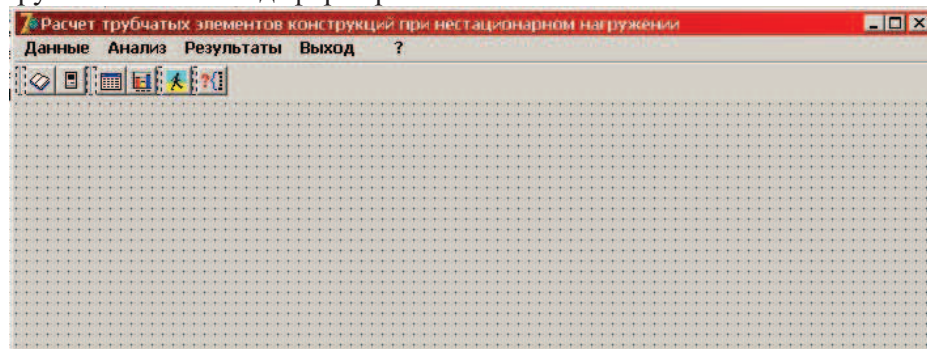 Расчет трубчатых элементов конструкций при нестационарном нагружении
Данные Анализ Результаты Выход ?